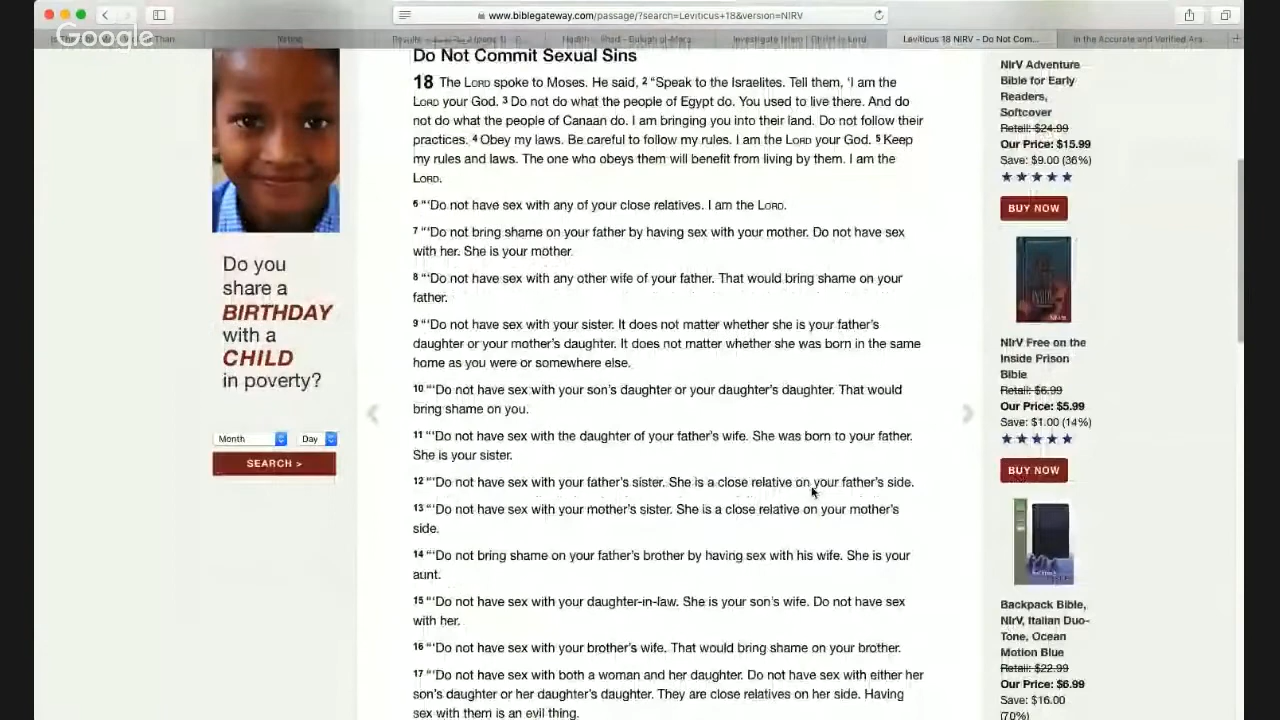 www.biblegateway.com/passage/?search=Leviticus+18&version=NIRV
Google
Leviticus 18 NIRV - Do Not Com...
In the Accurate and Verified Ara...
Do Not Commit Sexual Sins
18 The LORD spoke to Moses. He said, 2 “Speak to the Israelites. Tell them, ‘I am the
LORD your God. 3 Do not do what the people of Egypt do. You used to live there. And do
not do what the people of Canaan do. I am bringing you into their land. Do not follow their
practices. 4 Obey my laws. Be careful to follow my rules. I am the LORD your God. 5 Keep
my rules and laws. The one who obeys them will benefit from living by them. I am the
LORD.
6 “‘Do not have sex with any of your close relatives. I am the LORD.
7 “‘Do not bring shame on your father by having sex with your mother. Do not have sex
with her. She is your mother.
8 “‘Do not have sex with any other wife of your father. That would bring shame on your
father.
9 “‘Do not have sex with your sister. It does not matter whether she is your father’s
daughter or your mother’s daughter. It does not matter whether she was born in the same
home as you were or somewhere else.
10 “‘Do not have sex with your son’s daughter or your daughter’s daughter. That would
bring shame on you.
11 “‘Do not have sex with the daughter of your father’s wife. She was born to your father.
She is your sister.
12 “‘Do not have sex with your father’s sister. She is a close relative on your father’s side.
13 “‘Do not have sex with your mother’s sister. She is a close relative on your mother’s
side.
14 “‘Do not bring shame on your father’s brother by having sex with his wife. She is your
aunt.
15 “‘Do not have sex with your daughter-in-law. She is your son’s wife. Do not have sex
with her.
16 “‘Do not have sex with your brother’s wife. That would bring shame on your brother.
17 “‘Do not have sex with both a woman and her daughter. Do not have sex with either her
son’s daughter or her daughter’s daughter. They are close relatives on her side. Having
sex with them is an evil thing.
Do you
share a
BIRTHDAY
with a
CHILD
in poverty?
Month Day
SEARCH >
NIrV Adventure
Bible for Early
Readers,
Softcover
Retail: $24.99
Our Price: $15.99
Save: $9.00 (36%)
BUY NOW
NIrV Free on the
Inside Prison
Bible
Retail: $6.99
Our Price: $5.99
Save: $1.00 (14%)
BUY NOW
Backpack Bible,
NIrV, Italian Duo-
Tone, Ocean
Motion Blue
Retail: $22.99
Our Price: $6.99
Save: $16.00
(70%)